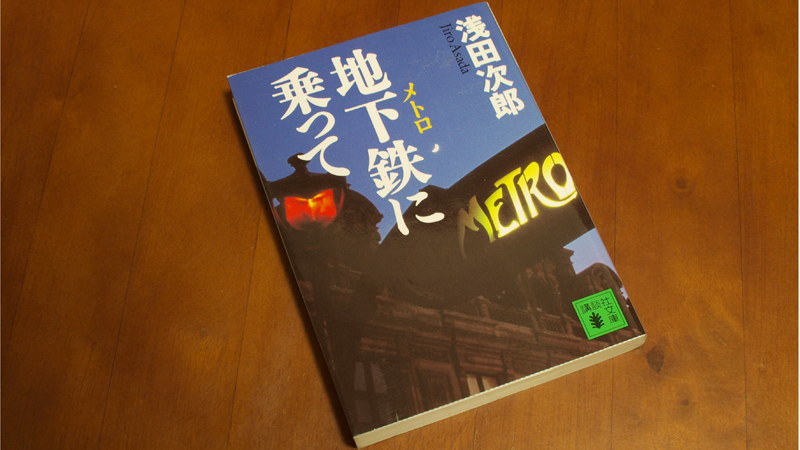 浅田次郎
Jiro Asada
地下鉄に
メトロ
乗って
METRO
講談社
文庫